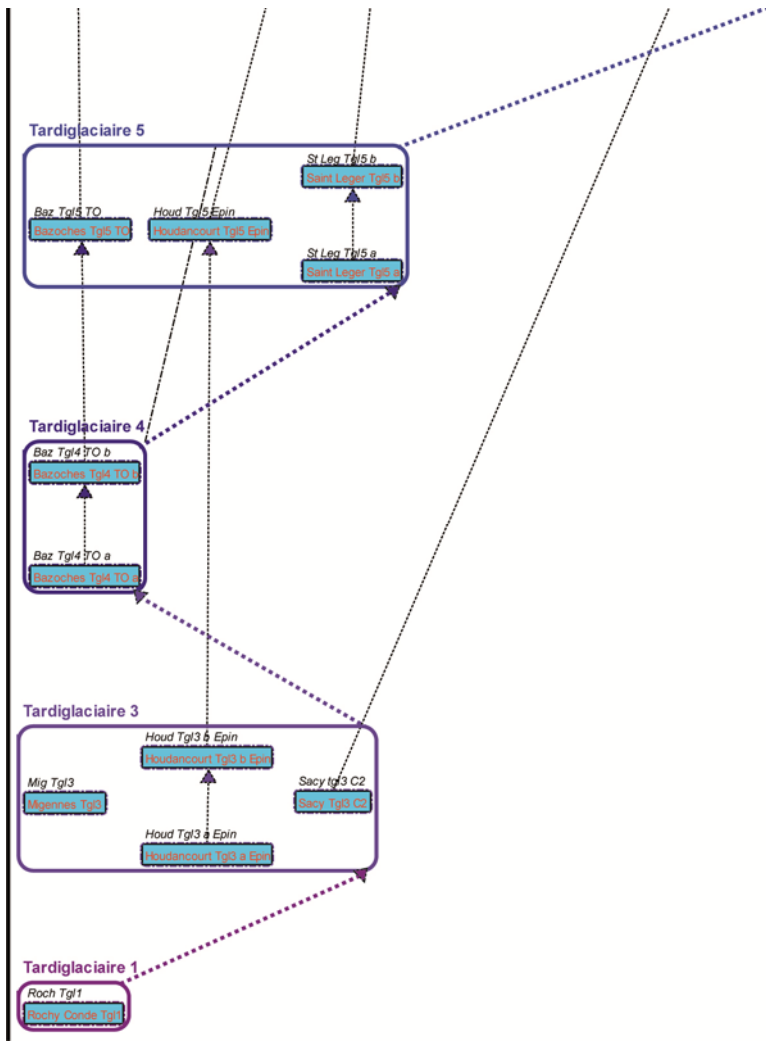 Tardiglaciaire 5
St Leg Tgl5 b
Saint Leger Tgl5 b
Baz Tgl5 TO
Houd Tgl5 Epin
Bazoches Tgl5 TO
Houdancourt Tgl5 Epin
St Leg Tgl5 a
Saint Leger Tgl5 a
Tardiglaciaire 4
Baz Tgl4 TO b
Bazoches Tgl4 TO b
Baz Tgl4 TO a
Bazoches Tgl4 TO a
Tardiglaciaire 3
Houd Tgl3 b Epin
Houdancourt Tgl3 b Epin
Mig Tgl3
Sacy tgl3 C2
Migennes Tgl3
Sacy Tgl3 C2
Houd Tgl3 a Epin
Houdancourt Tgl3 a Epin
Tardiglaciaire 1
Roch Tgl1
Rochy Conde Tgl1